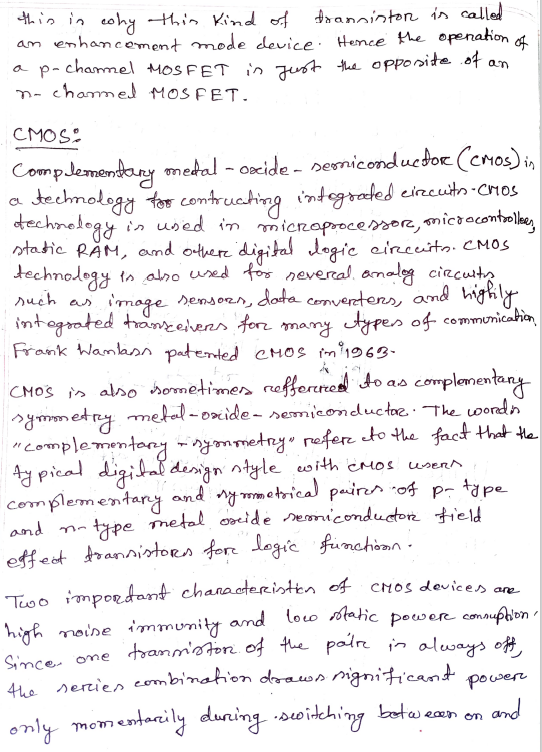 this is why this kind of transistor is called
an enhancement mode device. Hence the operation of
a p-channel MOSFET is just the opposite of an
n-channel MOSFET.
CMOS:
Complementary metal-oxide-semiconductor (CMOS) is
a technology for contructing integrated circuits. CMOS
technology is used in microprocessor, microcontrollers,
static RAM, and other digital logic circuits. CMOS
technology is also used for several analog circuits
such as image sensors, data converters, and highly
integrated transceivers for many types of communication.
Frank Wanlass patented CMOS in 1963.
CMOS is also sometimes refferred to as complementary
symmetry metal-oxide-semiconductor. The words
"complementary-symmetry" refer to the fact that the
typical digital design style with CMOS users
complementary and symmetrical pairs of p-type
and n-type metal oxide semiconductor field
effect transistors for logic functions.
Two important characteristics of CMOS devices are
high noise immunity and low static power consuption.
Since one transistor of the pair is always off,
the series combination draws significant power
only momentarily during switching between on and